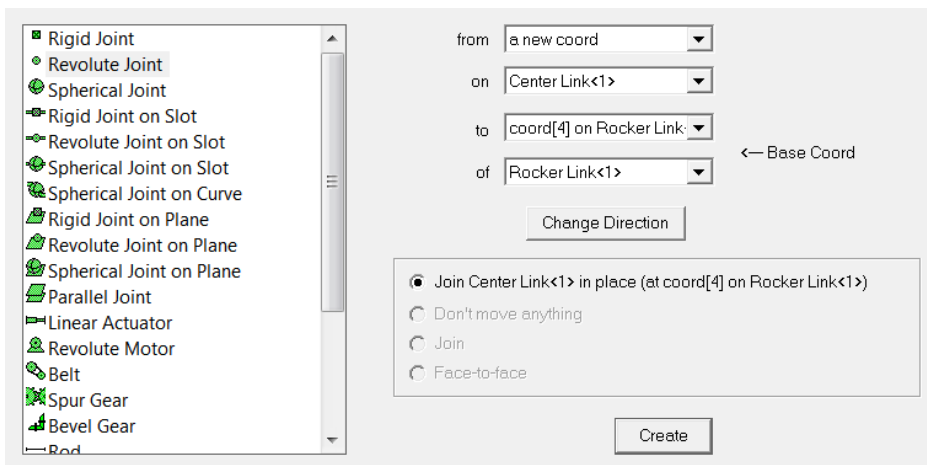 Rigid Joint
Revolute Joint
Spherical Joint
Rigid Joint on Slot
Revolute Joint on Slot
Spherical Joint on Slot
Spherical Joint on Curve
Rigid Joint on Plane
Revolute Joint on Plane
Spherical Joint on Plane
Parallel Joint
Linear Actuator
Revolute Motor
Belt
Spur Gear
Bevel Gear
Rod
from a new coord
on Center Link<1>
to coord[4] on Rocker Link
<— Base Coord
of Rocker Link<1>
Change Direction
Join Center Link<1> in place (at coord[4] on Rocker Link<1>)
Don't move anything
Join
Face-to-face
Create